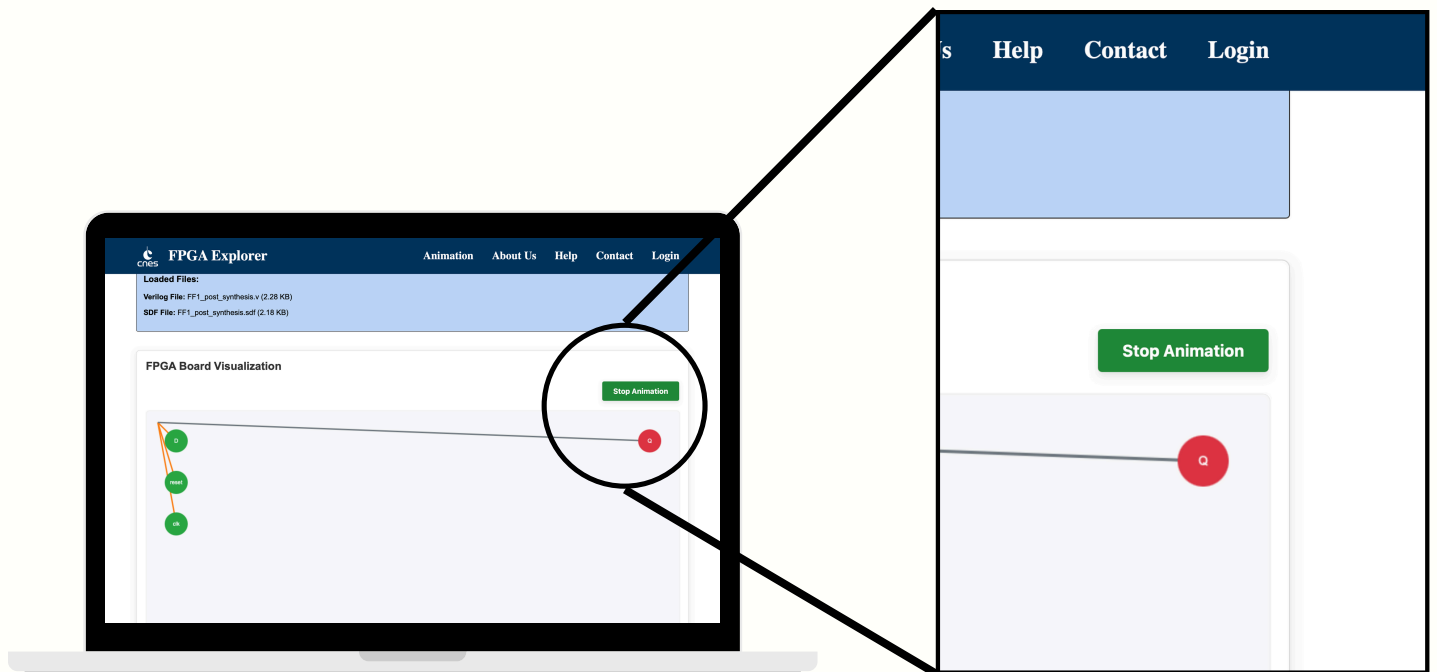 cnes FPGA Explorer Animation About Us Help Contact Login
Loaded Files:
Verilog File: FF1_post_synthesis.v (2.28 KB)
SDF File: FF1_post_synthesis.sdf (2.18 KB)
FPGA Board Visualization
Stop Animation
D
Q
reset
clk
s Help Contact Login
Stop Animation
Q